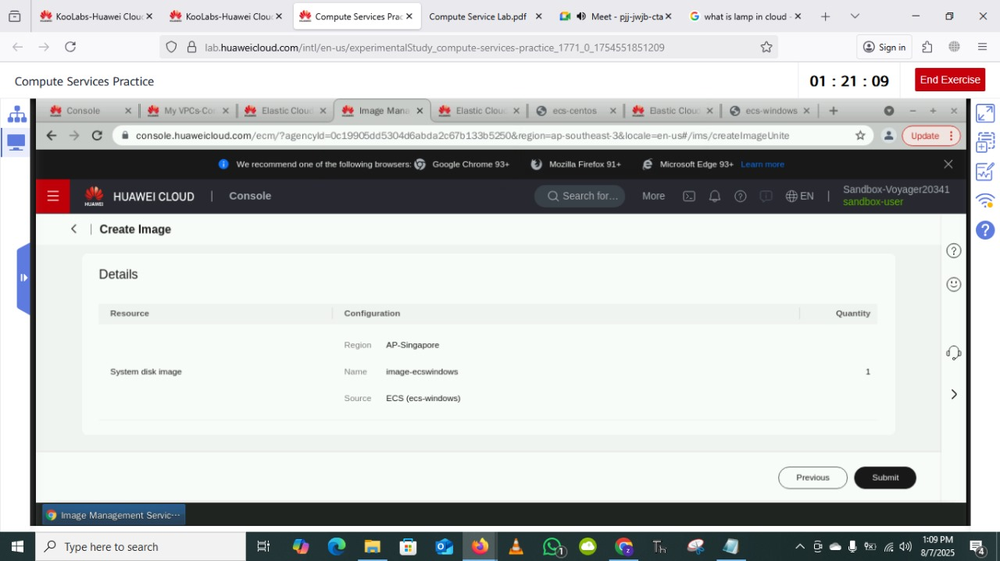 KooLabs-Huawei Cloud
KooLabs-Huawei Cloud
Compute Services Prac
Compute Service Lab.pdf
Meet - pjj-jwjb-cta
what is lamp in cloud -
lab.huaweicloud.com/intl/en-us/experimentalStudy_compute-services-practice_1771_0_1754551851209
Sign in
Compute Services Practice
01 : 21 : 09
End Exercise
Console
My VPCs-Con
Elastic Cloud
Image Mana
Elastic Cloud
ecs-centos
Elastic Cloud
ecs-windows
console.huaweicloud.com/ecm/?agencyId=0c19905dd5304d6abda2c67b133b5250&region=ap-southeast-3&locale=en-us#/ims/createImageUnite
Update
We recommend one of the following browsers:
Google Chrome 93+
Mozilla Firefox 91+
Microsoft Edge 93+
Learn more
HUAWEI
HUAWEI CLOUD
Console
Search for...
More
EN
Sandbox-Voyager20341
sandbox-user
Create Image
Details
Resource
Configuration
Quantity
System disk image
Region AP-Singapore
Name image-ecswindows
Source ECS (ecs-windows)
1
Previous
Submit
Image Management Servic···
Type here to search
1
1:09 PM
8/7/2025
4